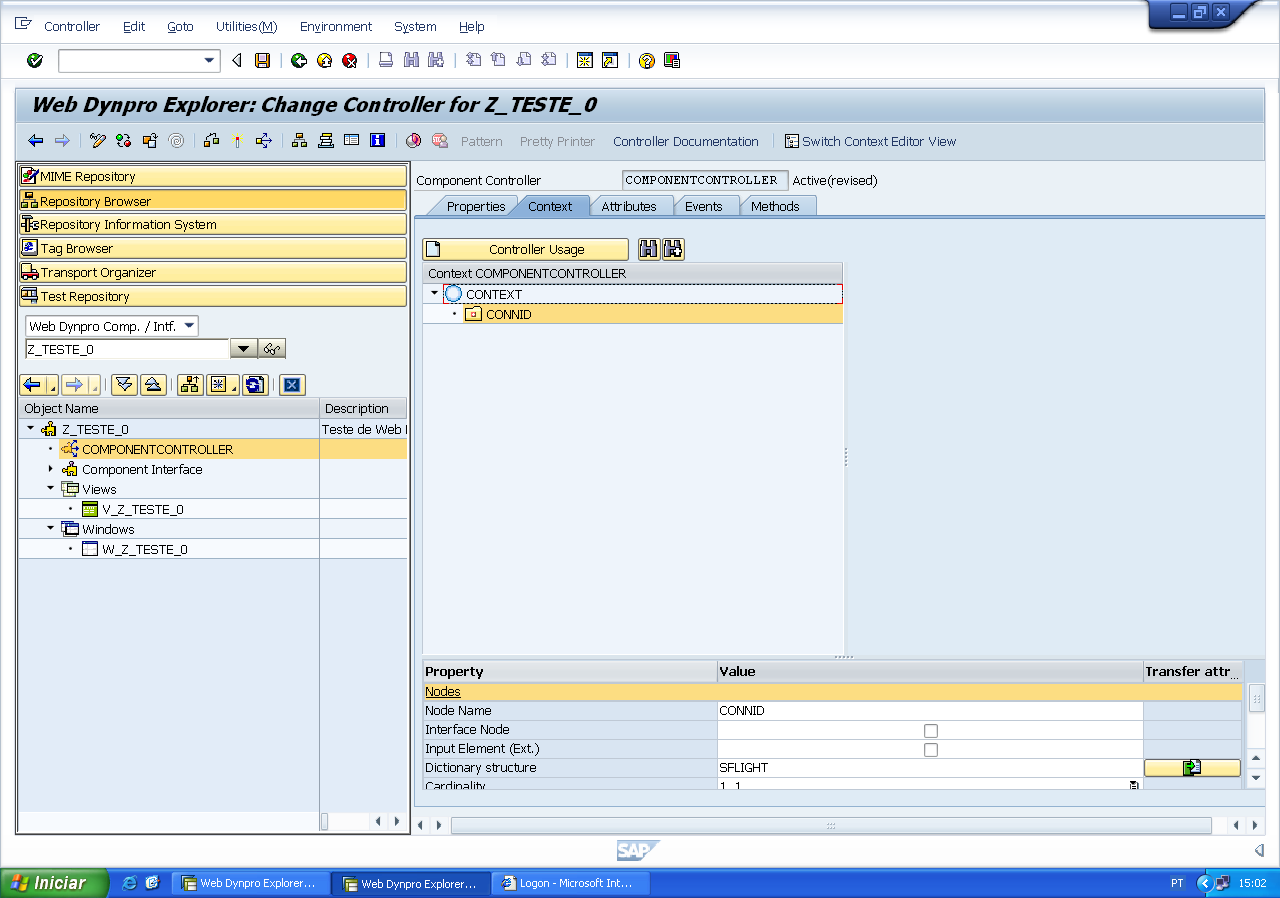 Controller Edit Goto Utilities(M) Environment System Help
Web Dynpro Explorer: Change Controller for Z_TESTE_0
Pattern Pretty Printer Controller Documentation Switch Context Editor View
MIME Repository
Repository Browser
Repository Information System
Tag Browser
Transport Organizer
Test Repository
Web Dynpro Comp. / Intf.
Z_TESTE_0
Object Name Description
Z_TESTE_0 Teste de Web
COMPONENTCONTROLLER
Component Interface
Views
V_Z_TESTE_0
Windows
W_Z_TESTE_0
Component Controller COMPONENTCONTROLLER Active(revised)
Properties Context Attributes Events Methods
Controller Usage
Context COMPONENTCONTROLLER
CONTEXT
CONNID
Property Value Transfer attr...
Nodes
Node Name CONNID
Interface Node
Input Element (Ext.)
Dictionary structure SFLIGHT
Cardinality 1..1
SAP
Iniciar Web Dynpro Explorer... Web Dynpro Explorer... Logon - Microsoft Int... PT 15:02